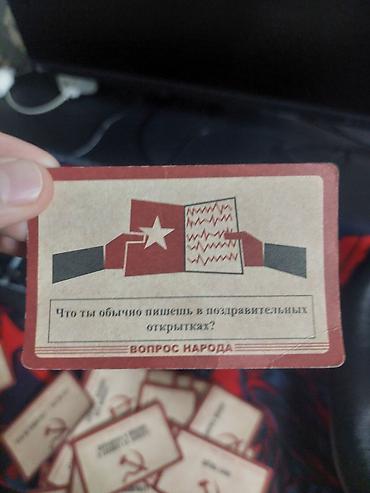 Что ты обычно пишешь в поздравительных
открытках?
ВОПРОС НАРОДА